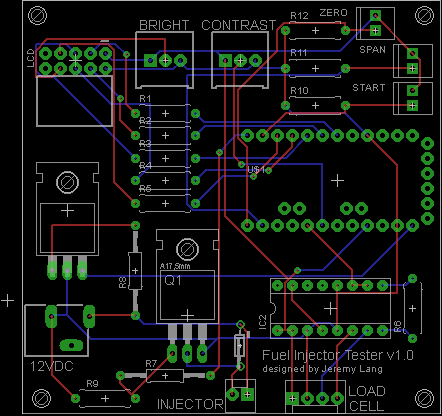 BRIGHT
CONTRAST
ZERO
R12
SPAN
LCD
R11
START
R10
R1
R2
R3
R4
R5
U$1
A17,5mm
Q1
R8
IC2
R6
12VDC
Fuel Injector Tester v1.0
designed by Jeremy Lang
R7
R9
INJECTOR
LOAD
CELL